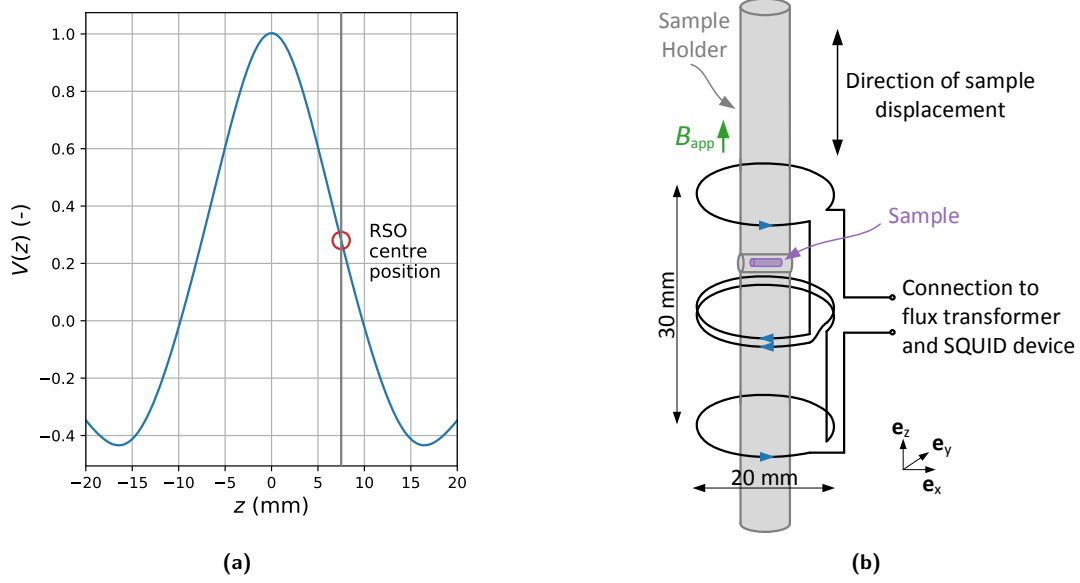 1.0
0.8
0.6
0.4
0.2
0.0
−0.2
−0.4
V(z) (-)
−20
−15
−10
−5
0
5
10
15
20
z (mm)
RSO
centre
position
(a)
Sample
Holder
B_app
Direction of sample
displacement
Sample
30 mm
Connection to
flux transformer
and SQUID device
20 mm
e_z
e_y
e_x
(b)